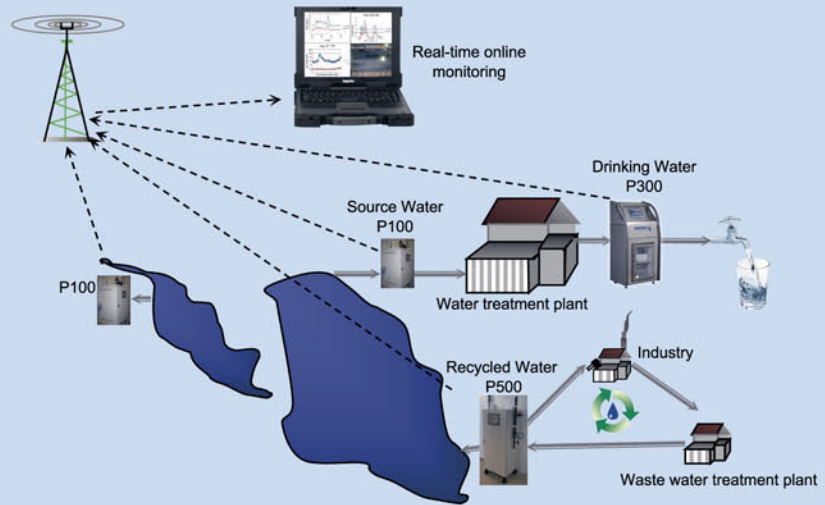 Real-time online
monitoring
Drinking Water
P300
Source Water
P100
P100
Water treatment plant
Recycled Water
P500
Industry
Waste water treatment plant